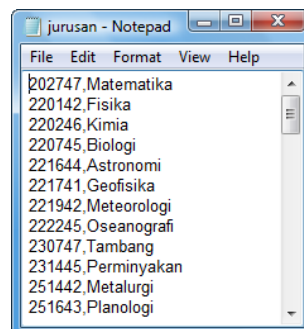 jurusan - Notepad
File Edit Format View Help
202747,Matematika
220142,Fisika
220246,Kimia
220745,Biologi
221644,Astronomi
221741,Geofisika
221942,Meteorologi
222245,Oseanografi
230747,Tambang
231445,Perminyakan
251442,Metalurgi
251643,Planologi